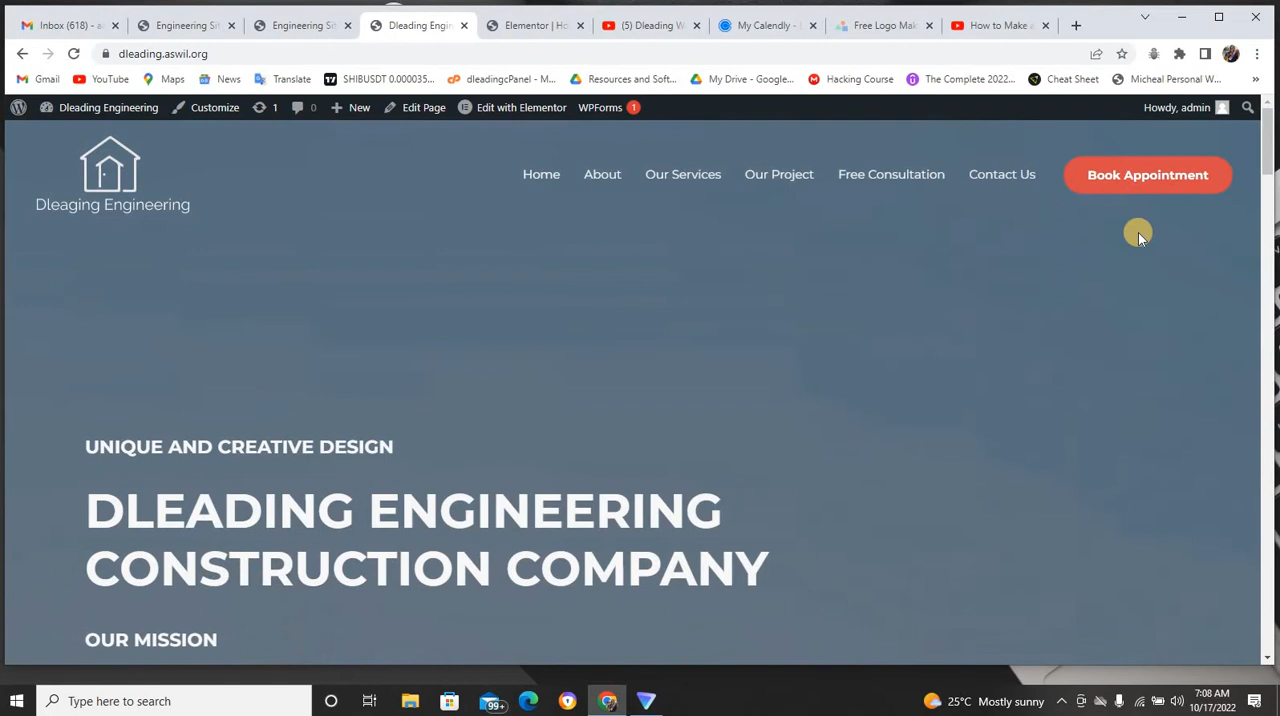 Inbox (618) - a
Engineering Si
Engineering Si
Dleading Engin
Elementor | Ho
(5) Dleading W
My Calendly -
Free Logo Mak
How to Make a
dleading.aswil.org
Gmail
YouTube
Maps
News
Translate
SHIBUSDT 0.000035...
dleadingcPanel - M...
Resources and Soft...
My Drive - Google...
Hacking Course
The Complete 2022...
Cheat Sheet
Micheal Personal W...
Dleading Engineering
Customize
1
0
New
Edit Page
Edit with Elementor
WPForms 1
Howdy, admin
Dleaging Engineering
Home
About
Our Services
Our Project
Free Consultation
Contact Us
Book Appointment
UNIQUE AND CREATIVE DESIGN
DLEADING ENGINEERING
CONSTRUCTION COMPANY
OUR MISSION
Type here to search
99+
25°C Mostly sunny
7:08 AM
10/17/2022